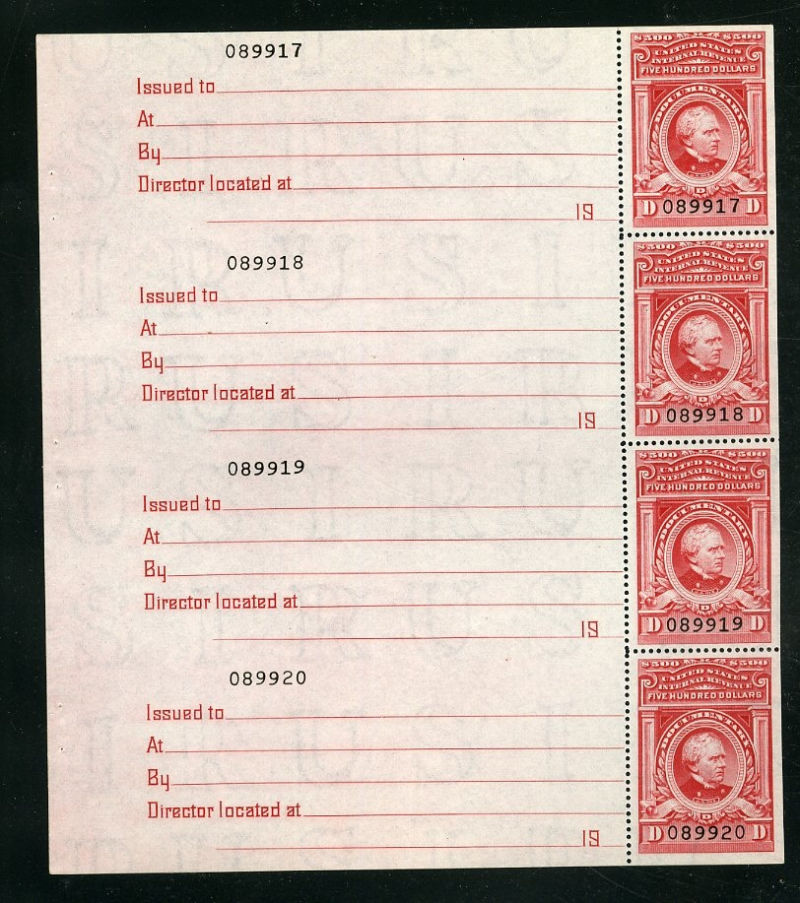 089917
Issued to
At
By
Director located at
19
$500 $500
UNITED STATES
INTERNAL REVENUE
FIVE HUNDRED DOLLARS
DOCUMENTARY
D
D 089917 D
089918
Issued to
At
By
Director located at
19
$500 $500
UNITED STATES
INTERNAL REVENUE
FIVE HUNDRED DOLLARS
DOCUMENTARY
D
D 089918 D
089919
Issued to
At
By
Director located at
19
$500 $500
UNITED STATES
INTERNAL REVENUE
FIVE HUNDRED DOLLARS
DOCUMENTARY
D
D 089919 D
089920
Issued to
At
By
Director located at
19
$500 $500
UNITED STATES
INTERNAL REVENUE
FIVE HUNDRED DOLLARS
DOCUMENTARY
D
D 089920 D